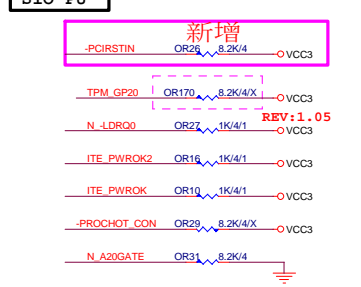 SIO PU
新增
-PCIRSTIN OR26 8.2K/4 VCC3
TPM_GP20 OR170 8.2K/4/X VCC3
REV:1.05
N_-LDRQ0 OR27 1K/4/1 VCC3
ITE_PWROK2 OR16 1K/4/1 VCC3
ITE_PWROK OR10 1K/4/1 VCC3
-PROCHOT_CON OR29 8.2K/4/X VCC3
N_A20GATE OR31 8.2K/4